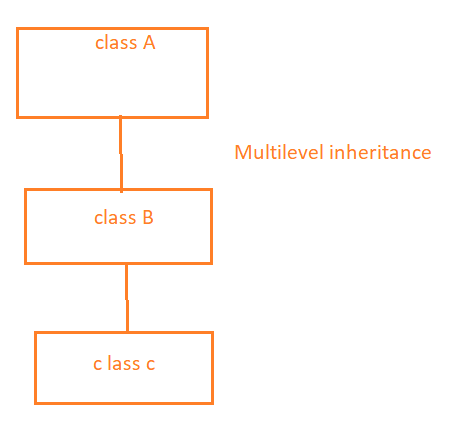 class A
Multilevel inheritance
class B
c lass c